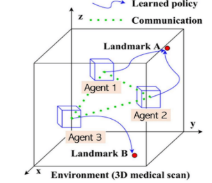 Learned policy
Communication
z
Landmark A
Agent 1
Agent 2
y
Agent 3
Landmark B
x
Environment (3D medical scan)